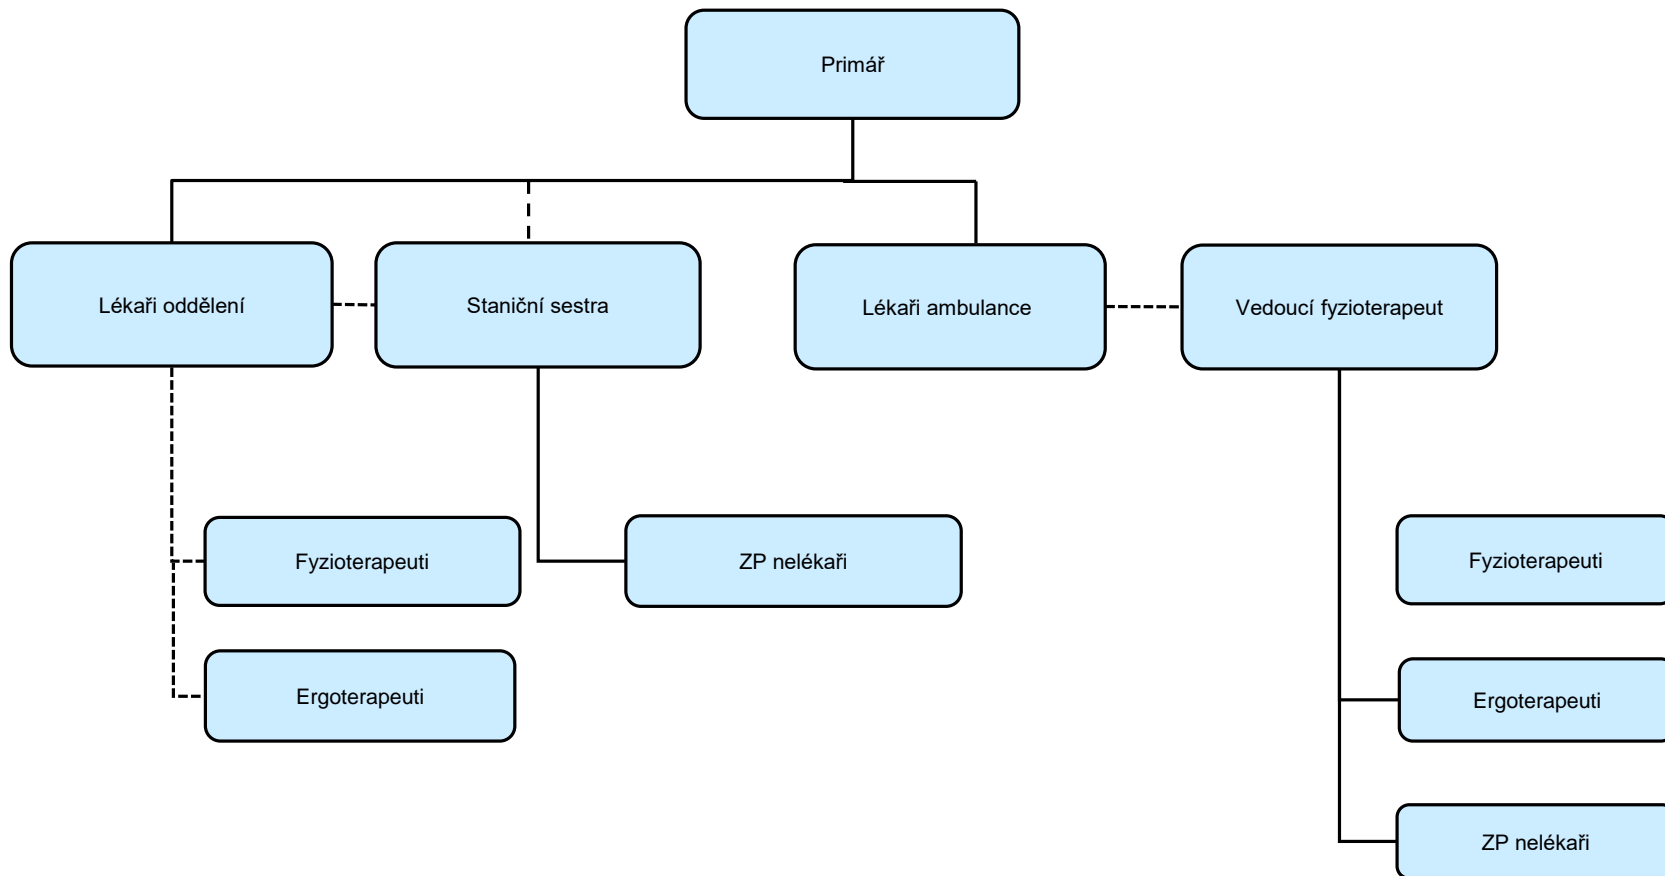 Primář
Lékaři oddělení
Staniční sestra
Lékaři ambulance
Vedoucí fyzioterapeut
Fyzioterapeuti
ZP nelékaři
Fyzioterapeuti
Ergoterapeuti
Ergoterapeuti
ZP nelékaři